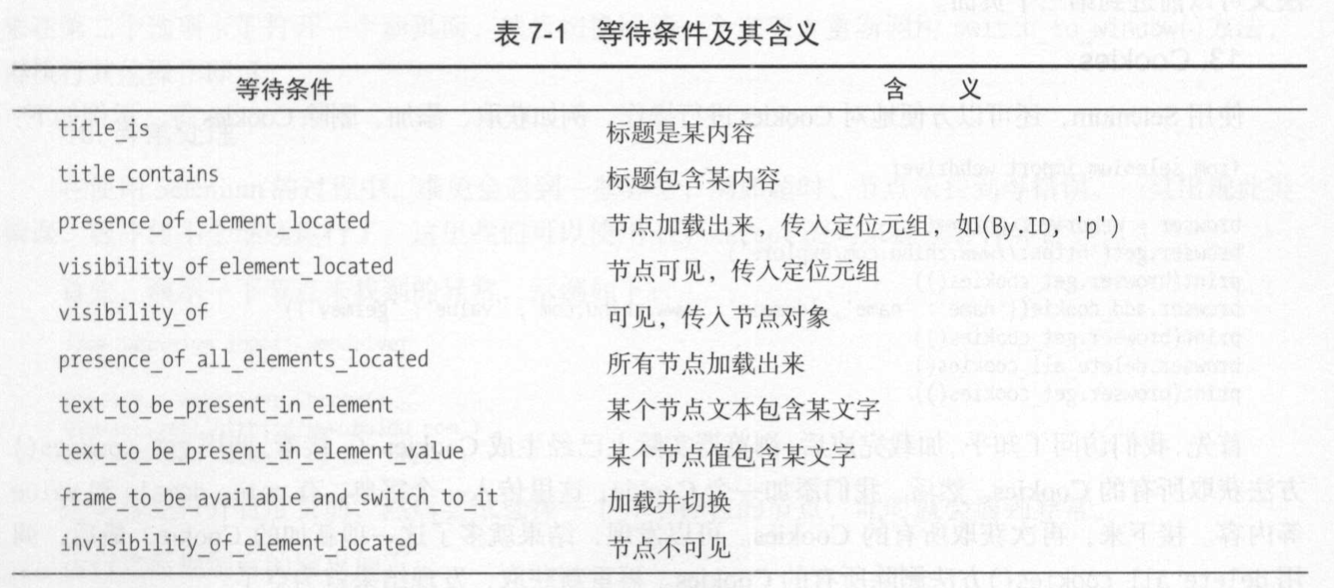 表 7-1 等待条件及其含义
等待条件 含 义
title_is 标题是某内容
title_contains 标题包含某内容
presence_of_element_located 节点加载出来，传入定位元组，如(By.ID, 'p')
visibility_of_element_located 节点可见，传入定位元组
visibility_of 可见，传入节点对象
presence_of_all_elements_located 所有节点加载出来
text_to_be_present_in_element 某个节点文本包含某文字
text_to_be_present_in_element_value 某个节点值包含某文字
frame_to_be_available_and_switch_to_it 加载并切换
invisibility_of_element_located 节点不可见